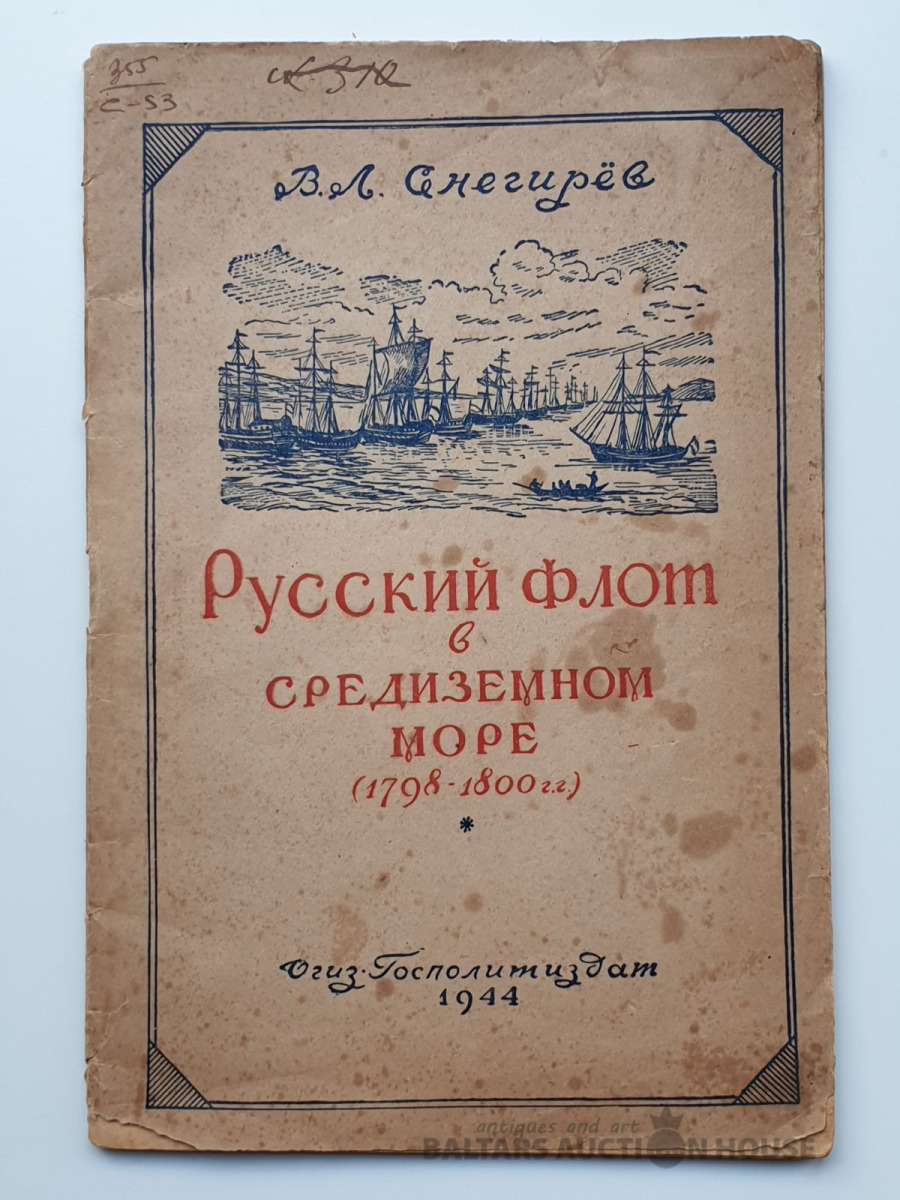 355
С-53
В.Л. Снегирёв
Русский флот
в
средиземном
море
(1798-1800 г.г.)
*
Огиз·Госполитиздат
1944
antiques and art
BALTARS AUCTION HOUSE